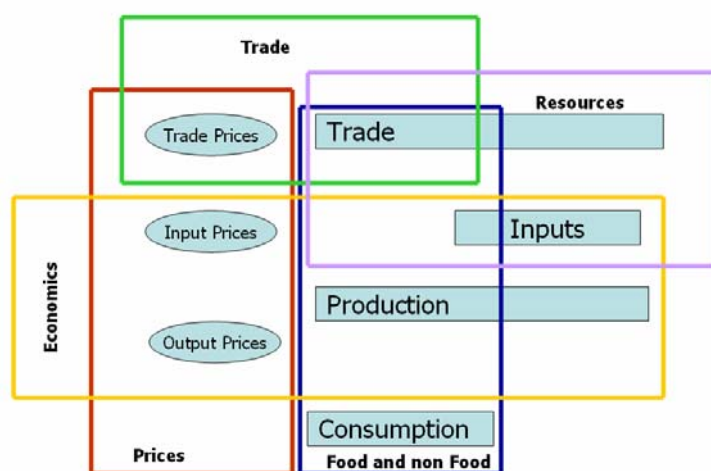 Trade
Resources
Trade Prices
Trade
Input Prices
Inputs
Economics
Production
Output Prices
Consumption
Prices
Food and non Food